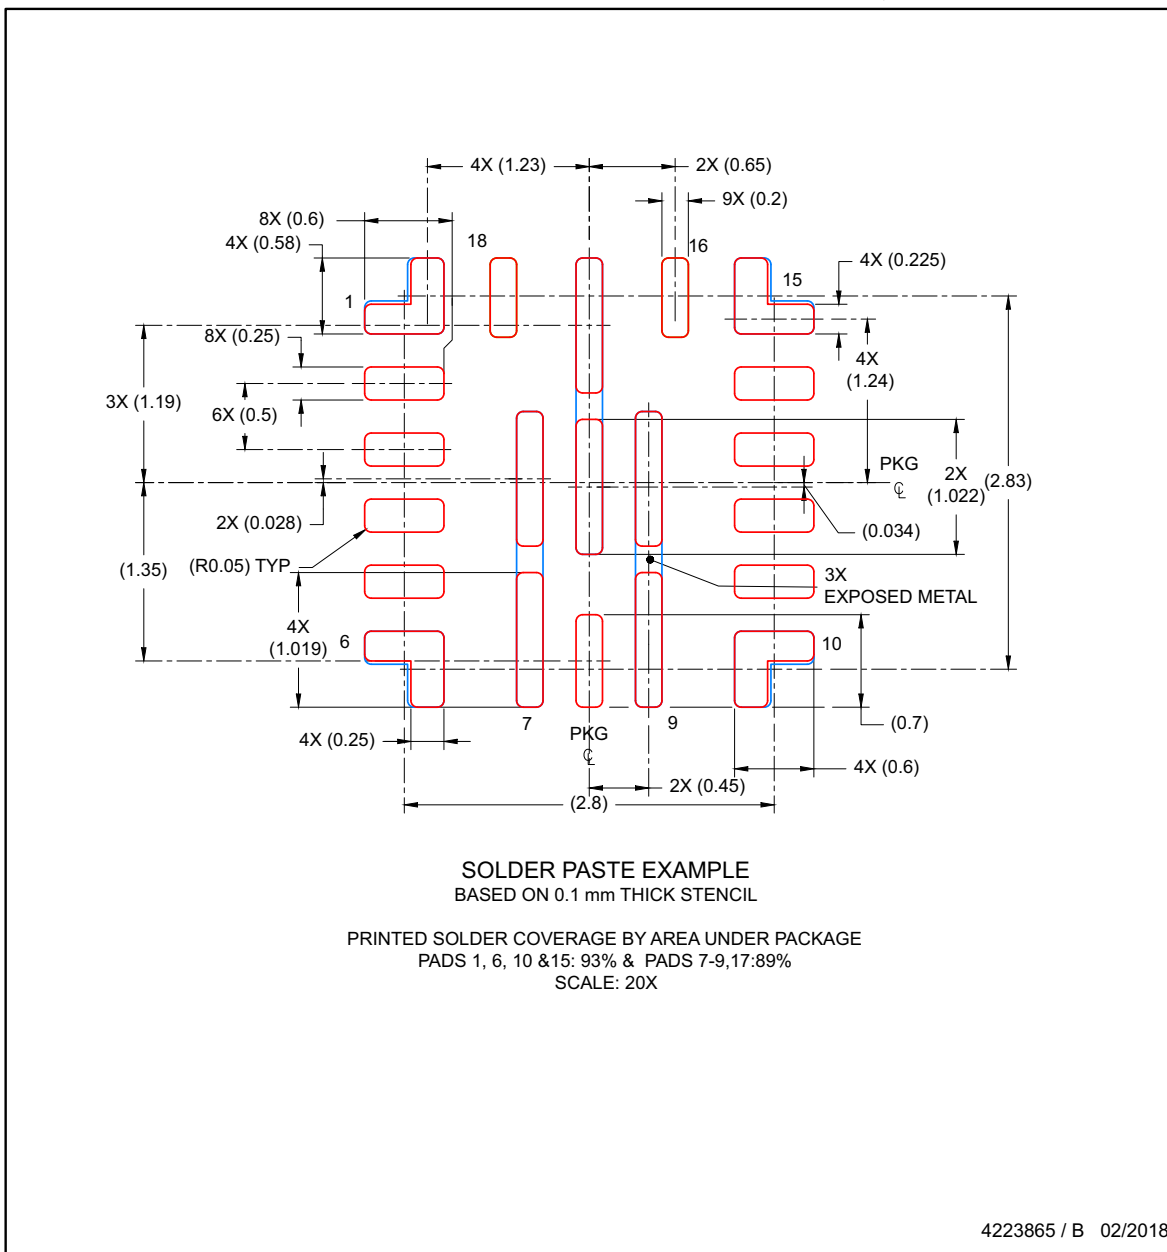 4X (1.23)
2X (0.65)
9X (0.2)
8X (0.6)
18
16
4X (0.58)
4X (0.225)
15
1
8X (0.25)
4X
(1.24)
3X (1.19)
6X (0.5)
PKG
℄
2X
(1.022)
(2.83)
2X (0.028)
(0.034)
(R0.05) TYP
(1.35)
3X
EXPOSED METAL
4X
(1.019)
6
10
7
9
(0.7)
PKG
℄
4X (0.25)
4X (0.6)
2X (0.45)
(2.8)
SOLDER PASTE EXAMPLE
BASED ON 0.1 mm THICK STENCIL
PRINTED SOLDER COVERAGE BY AREA UNDER PACKAGE
PADS 1, 6, 10 &15: 93% & PADS 7-9,17:89%
SCALE: 20X
4223865 / B 02/2018